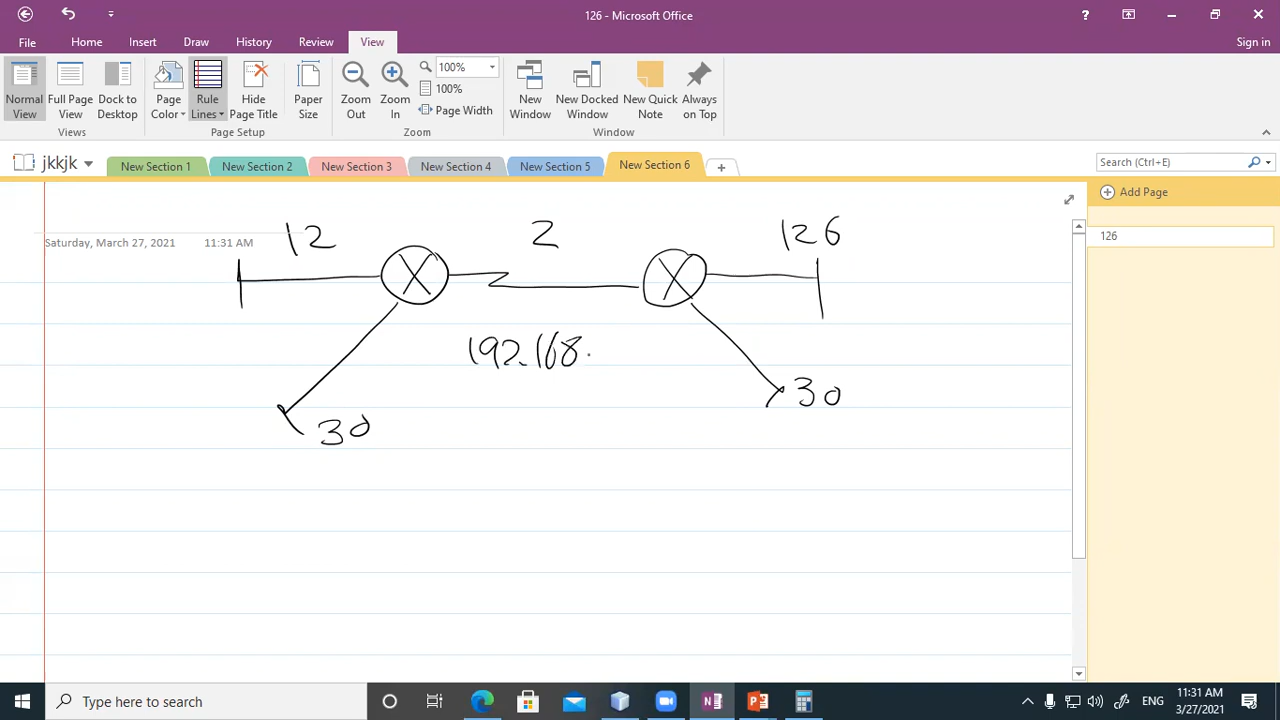 126 - Microsoft Office
?
Sign in
File Home Insert Draw History Review View
Normal View
Full Page View
Dock to Desktop
Page Color
Rule Lines
Hide Page Title
Paper Size
Zoom Out
Zoom In
100%
100%
Page Width
New Window
New Docked Window
New Quick Note
Always on Top
Views Page Setup Zoom Window
jkkjk New Section 1 New Section 2 New Section 3 New Section 4 New Section 5 New Section 6 Search (Ctrl+E)
Add Page
126
Saturday, March 27, 2021 11:31 AM
12 2 126
192.168.
30
30
Type here to search
ENG
11:31 AM
3/27/2021